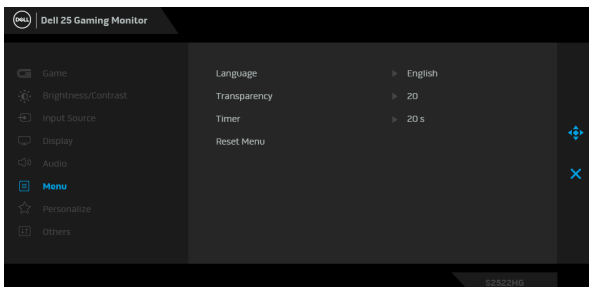 DELL
Dell 25 Gaming Monitor
Game
Brightness/Contrast
Input Source
Display
Audio
Menu
Personalize
Others
Language English
Transparency 20
Timer 20 s
Reset Menu
S2522HG